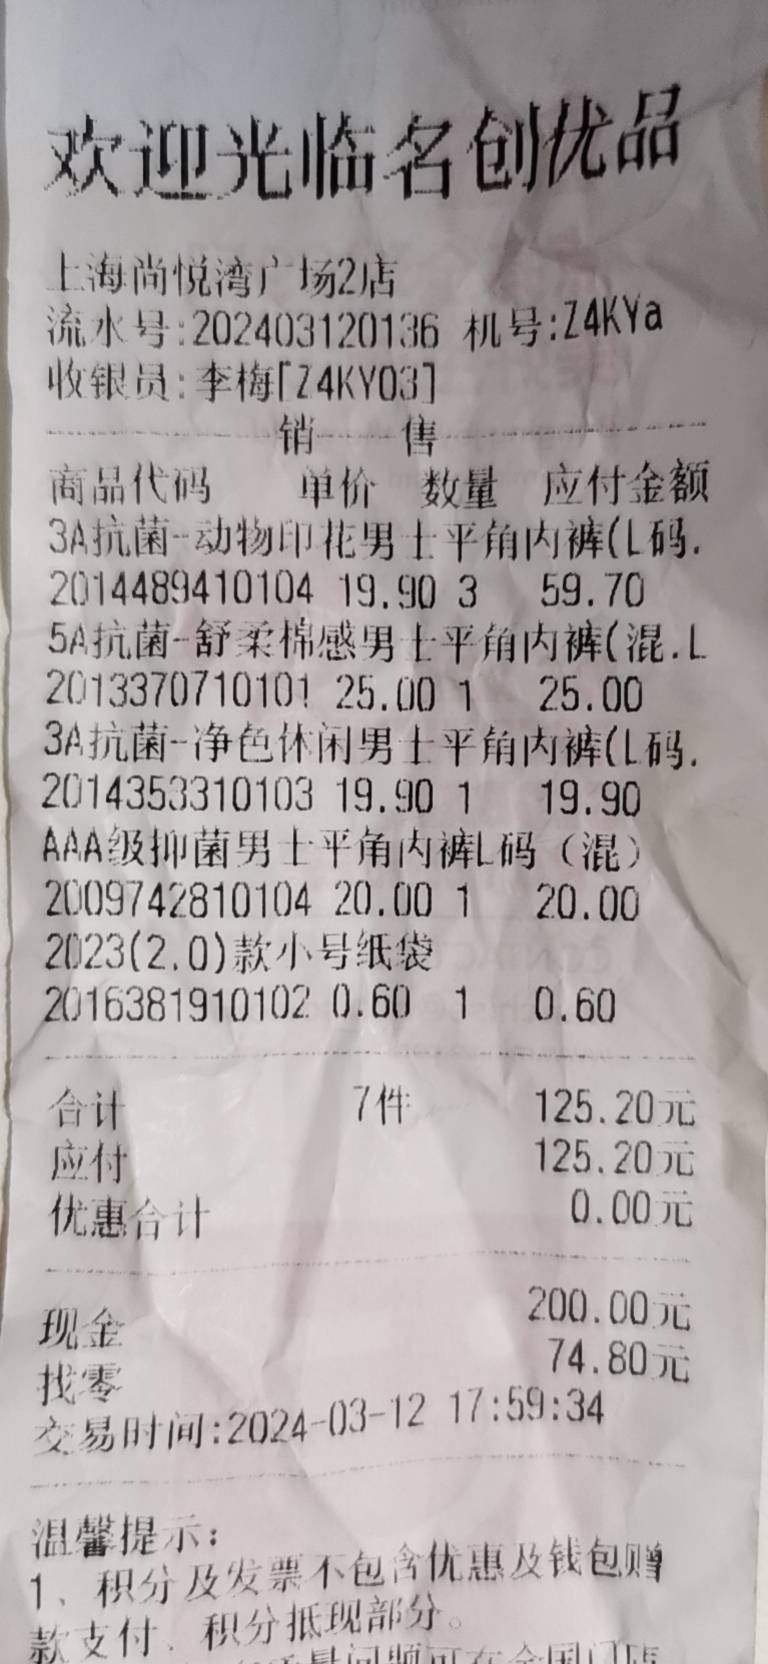 欢迎光临名创优品
上海尚悦湾广场2店
流水号:202403120136 机号:Z4KYa
收银员:李梅[Z4KY03]
销 售
商品代码 单价 数量 应付金额
3A抗菌-动物印花男士平角内裤(L码.
2014489410104 19.90 3 59.70
5A抗菌-舒柔棉感男士平角内裤(混.L
2013370710101 25.00 1 25.00
3A抗菌-净色休闲男士平角内裤(L码.
2014353310103 19.90 1 19.90
AAA级抑菌男士平角内裤L码（混）
2009742810104 20.00 1 20.00
2023(2.0)款小号纸袋
2016381910102 0.60 1 0.60
合计 7件 125.20元
应付 125.20元
优惠合计 0.00元
现金 200.00元
找零 74.80元
交易时间:2024-03-12 17:59:34
温馨提示：
1、积分及发票不包含优惠及钱包赠
款支付、积分抵现部分。
质量问题可在全国门店